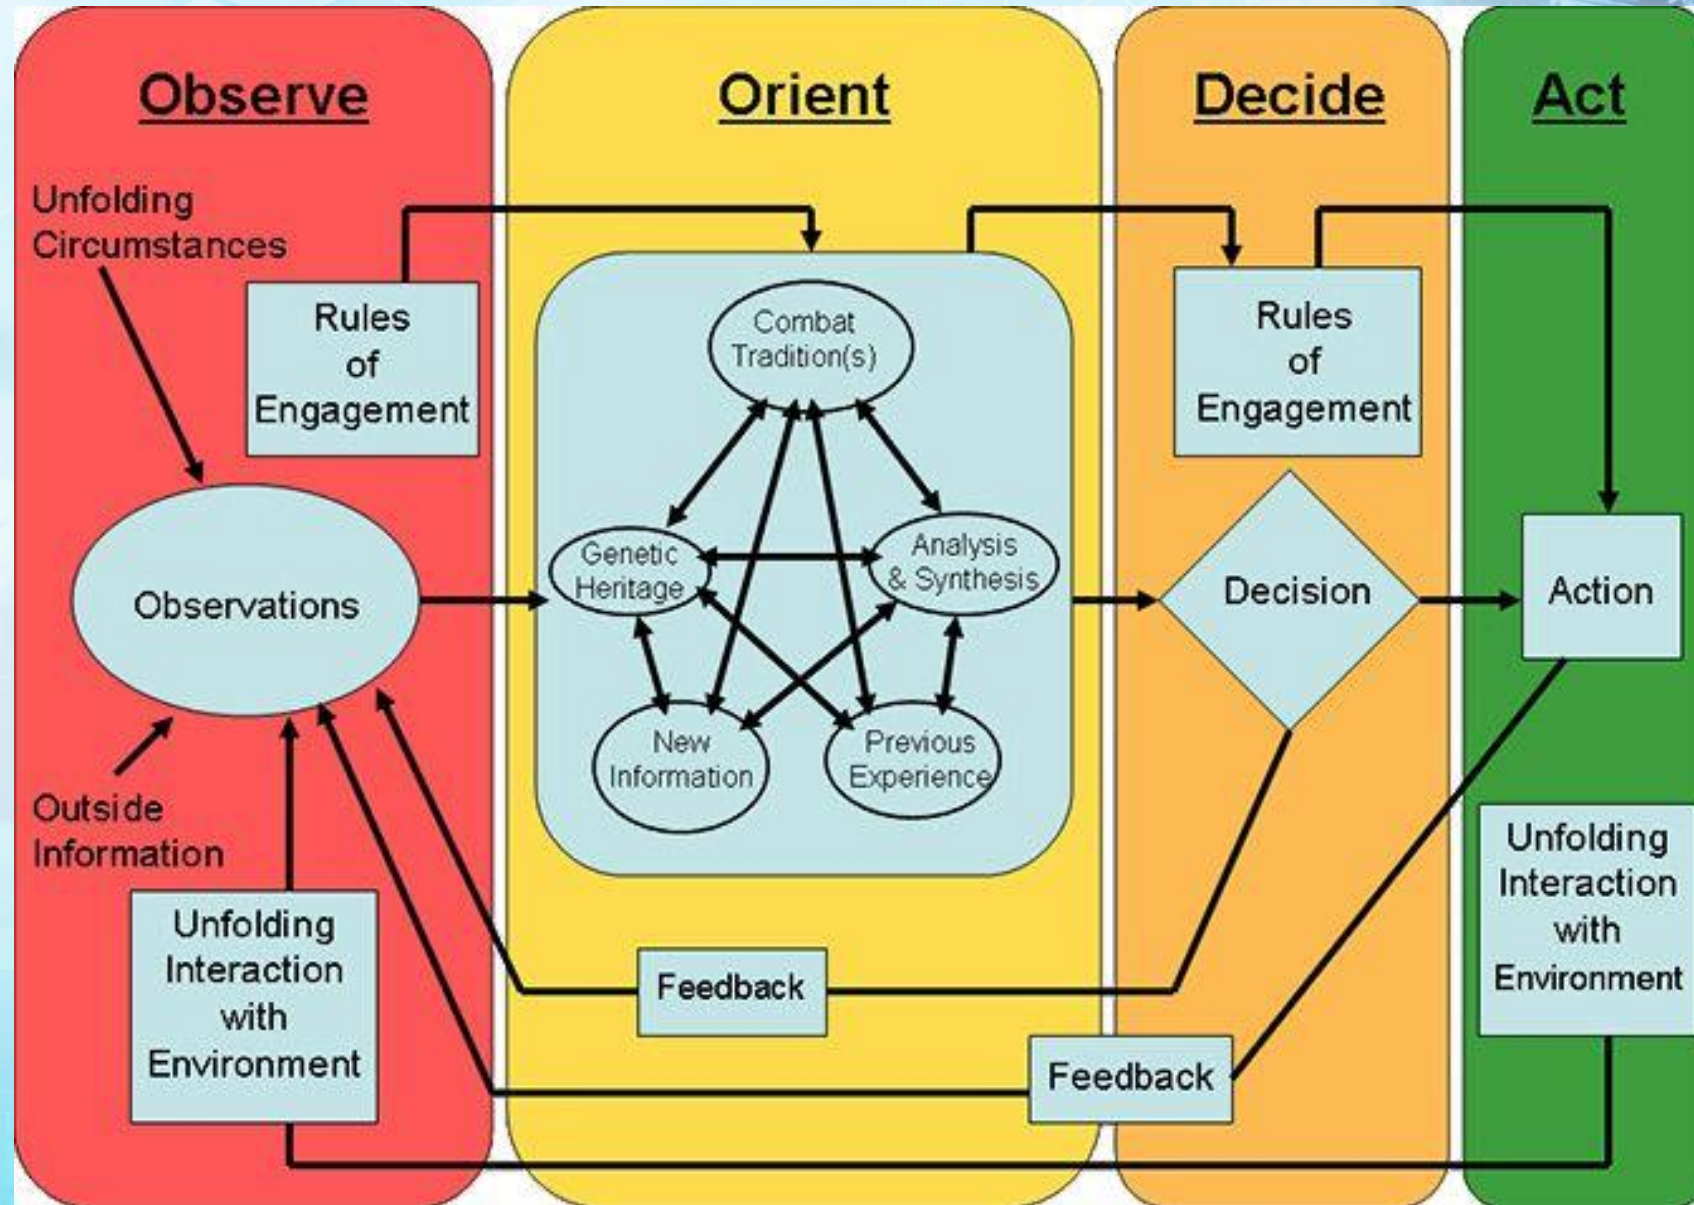 Observe
Orient
Decide
Act
Unfolding
Circumstances
Rules
of
Engagement
Observations
Outside
Information
Unfolding
Interaction
with
Environment
Combat
Tradition(s)
Genetic
Heritage
Analysis
& Synthesis
New
Information
Previous
Experience
Feedback
Feedback
Rules
of
Engagement
Decision
Action
Unfolding
Interaction
with
Environment